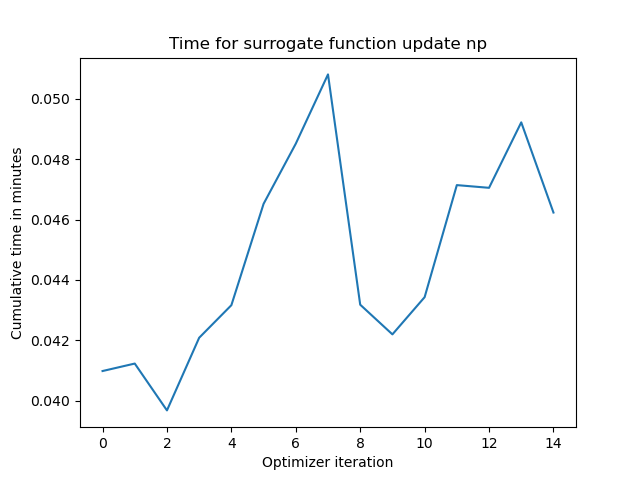 Time for surrogate function update np
Cumulative time in minutes
0.050
0.048
0.046
0.044
0.042
0.040
0 2 4 6 8 10 12 14
Optimizer iteration